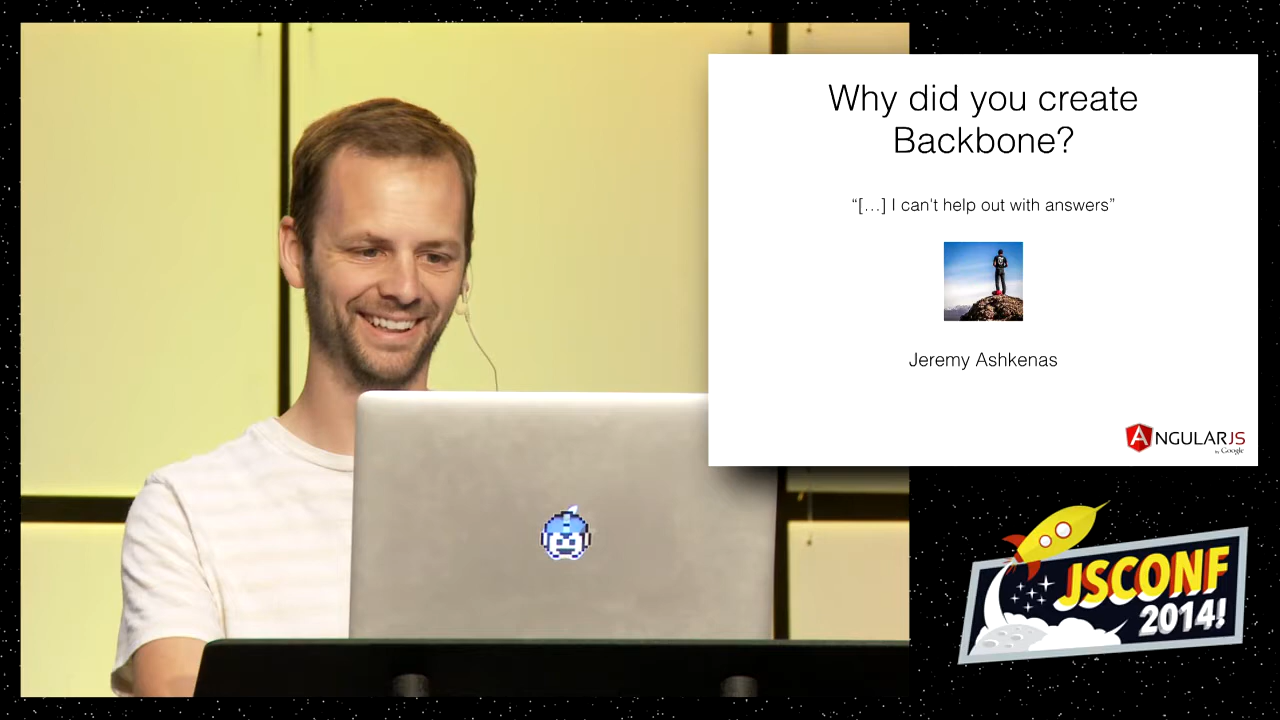 Why did you create
Backbone?
“[…] I can't help out with answers”
Jeremy Ashkenas
ANGULARJS
by Google
JSCONF
2014!